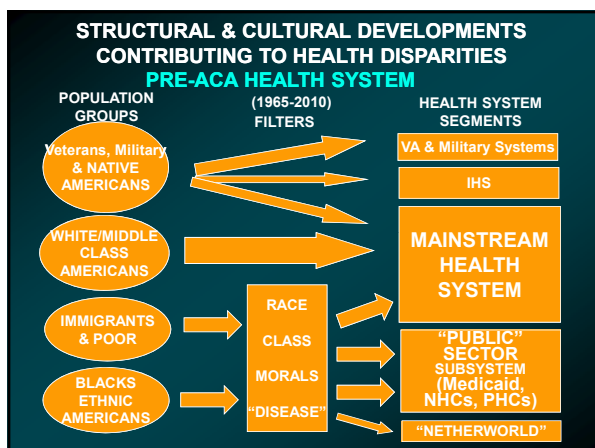 STRUCTURAL & CULTURAL DEVELOPMENTS
CONTRIBUTING TO HEALTH DISPARITIES
PRE-ACA HEALTH SYSTEM
POPULATION
GROUPS
(1965-2010)
FILTERS
HEALTH SYSTEM
SEGMENTS
Veterans, Military
& NATIVE
AMERICANS
VA & Military Systems
IHS
WHITE/MIDDLE
CLASS
AMERICANS
MAINSTREAM
HEALTH
SYSTEM
IMMIGRANTS
& POOR
RACE
CLASS
MORALS
“DISEASE”
“PUBLIC”
SECTOR
SUBSYSTEM
(Medicaid,
NHCs, PHCs)
BLACKS
ETHNIC
AMERICANS
“NETHERWORLD”